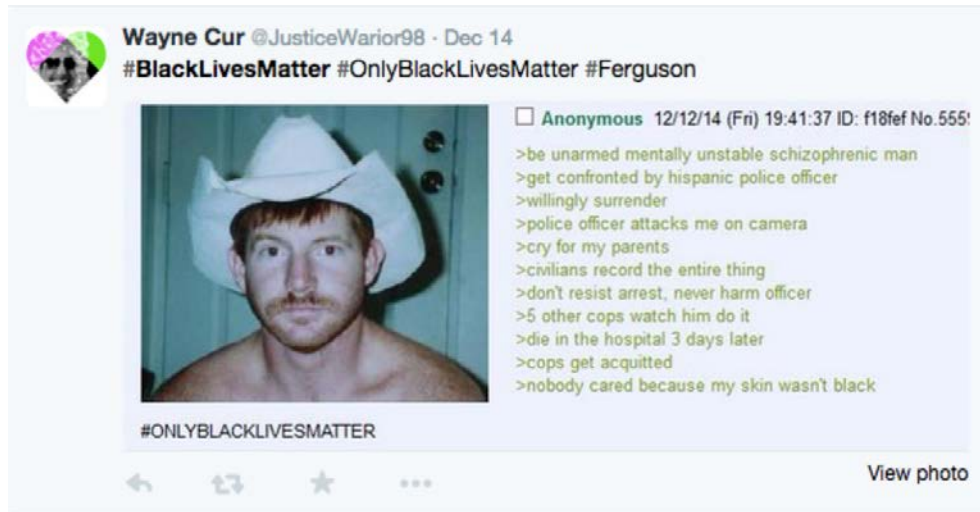 Wayne Cur @JusticeWarior98 · Dec 14
#BlackLivesMatter #OnlyBlackLivesMatter #Ferguson
Anonymous 12/12/14 (Fri) 19:41:37 ID: f18fef No.555
>be unarmed mentally unstable schizophrenic man
>get confronted by hispanic police officer
>willingly surrender
>police officer attacks me on camera
>cry for my parents
>civilians record the entire thing
>don't resist arrest, never harm officer
>5 other cops watch him do it
>die in the hospital 3 days later
>cops get acquitted
>nobody cared because my skin wasn't black
#ONLYBLACKLIVESMATTER
View photo